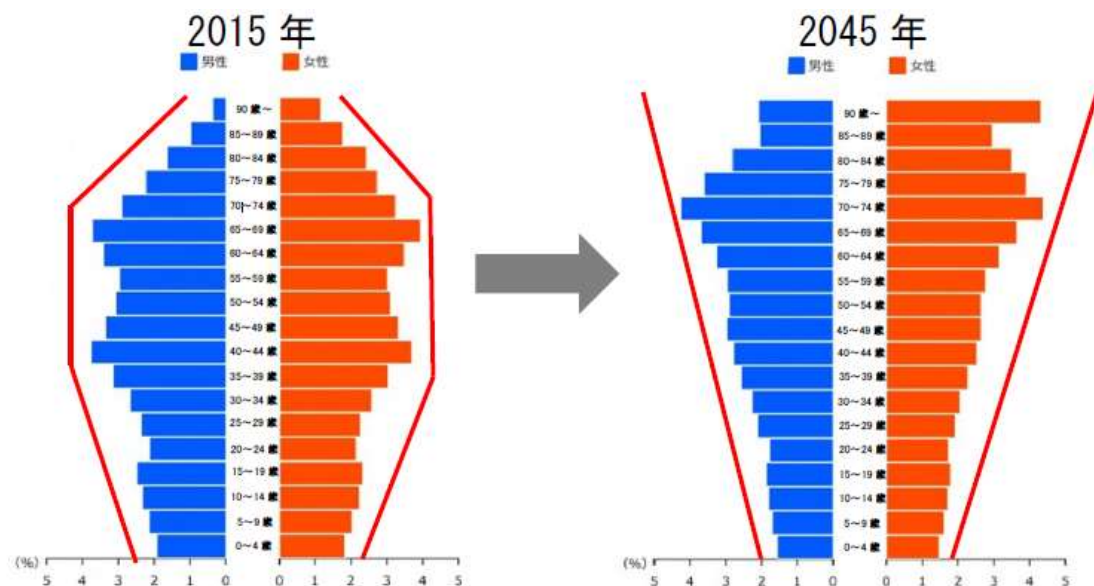 2015 年
男性 女性
90 歳～
85～89 歳
80～84 歳
75～79 歳
70～74 歳
65～69 歳
60～64 歳
55～59 歳
50～54 歳
45～49 歳
40～44 歳
35～39 歳
30～34 歳
25～29 歳
20～24 歳
15～19 歳
10～14 歳
5～9 歳
0～4 歳
(%)
5 4 3 2 1 0 0 1 2 3 4 5
2045 年
男性 女性
90 歳～
85～89 歳
80～84 歳
75～79 歳
70～74 歳
65～69 歳
60～64 歳
55～59 歳
50～54 歳
45～49 歳
40～44 歳
35～39 歳
30～34 歳
25～29 歳
20～24 歳
15～19 歳
10～14 歳
5～9 歳
0～4 歳
(%)
5 4 3 2 1 0 0 1 2 3 4 5